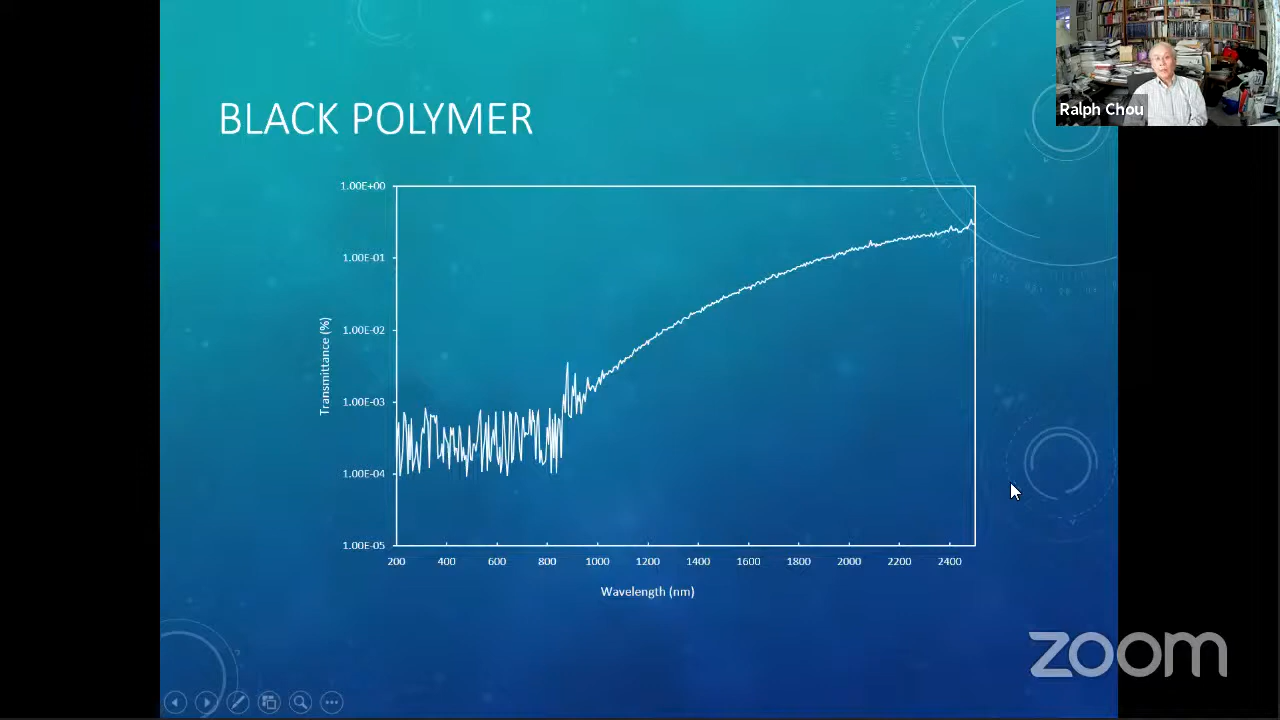 BLACK POLYMER
Ralph Chou
1.00E+00
1.00E-01
1.00E-02
1.00E-03
1.00E-04
1.00E-05
Transmittance (%)
200 400 600 800 1000 1200 1400 1600 1800 2000 2200 2400
Wavelength (nm)
zoom